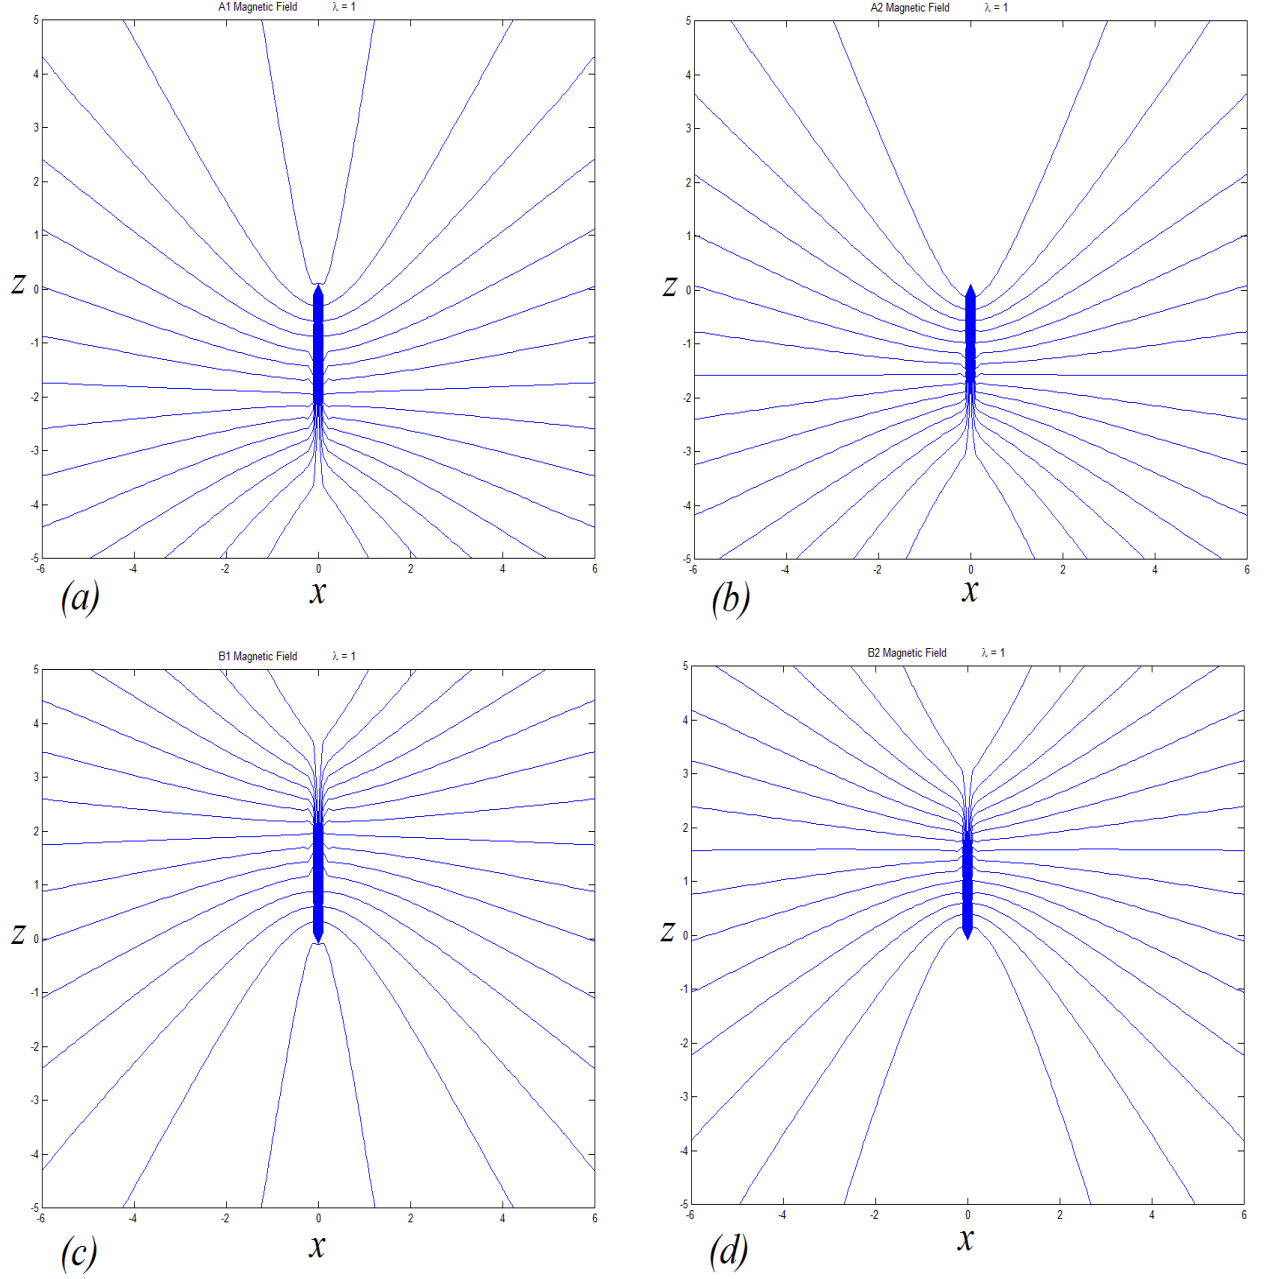 A1 Magnetic Field λ = 1
5
4
3
2
1
0
-1
-2
-3
-4
-5
z
-6 -4 -2 0 2 4 6
(a) x
A2 Magnetic Field λ = 1
5
4
3
2
1
0
-1
-2
-3
-4
-5
z
-6 -4 -2 0 2 4 6
(b) x
B1 Magnetic Field λ = 1
5
4
3
2
1
0
-1
-2
-3
-4
-5
z
-6 -4 -2 0 2 4 6
(c) x
B2 Magnetic Field λ = 1
5
4
3
2
1
0
-1
-2
-3
-4
-5
z
-6 -4 -2 0 2 4 6
(d) x